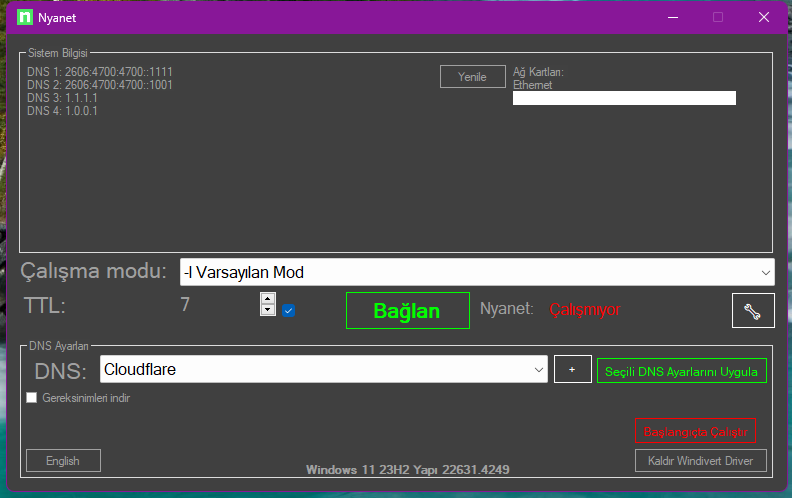 Nyanet
Sistem Bilgisi
DNS 1: 2606:4700:4700::1111
DNS 2: 2606:4700:4700::1001
DNS 3: 1.1.1.1
DNS 4: 1.0.0.1
Yenile
Ağ Kartları:
Ethernet
Çalışma modu:
-l Varsayılan Mod
TTL:
7
Bağlan
Nyanet:
Çalışmıyor
DNS Ayarları
DNS:
Cloudflare
+
Seçili DNS Ayarlarını Uygula
Gereksinimleri indir
Başlangıçta Çalıştır
English
Windows 11 23H2 Yapı 22631.4249
Kaldır Windivert Driver